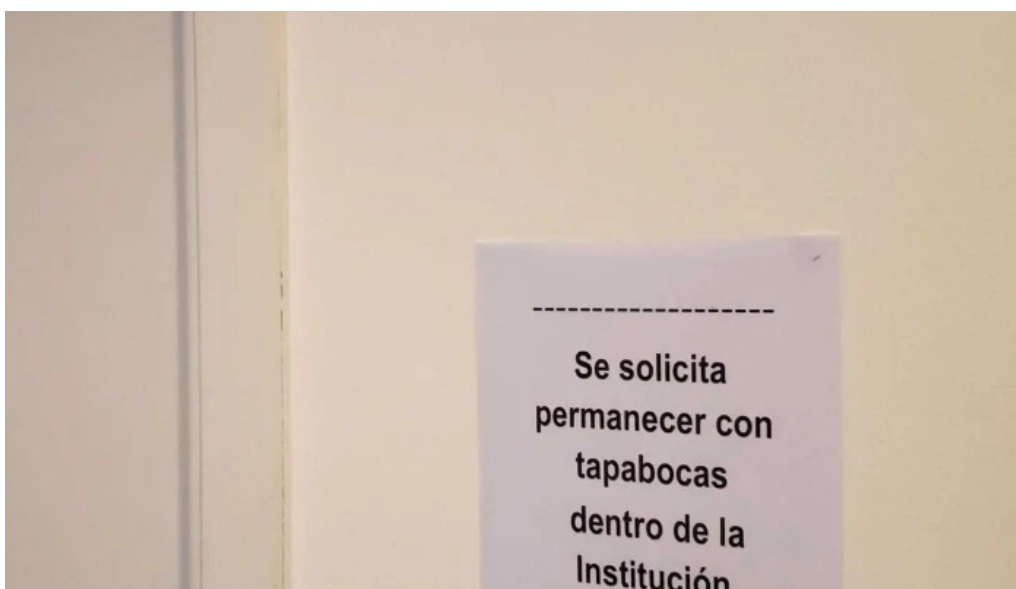 -------------------
Se solicita
permanecer con
tapabocas
dentro de la
Institución